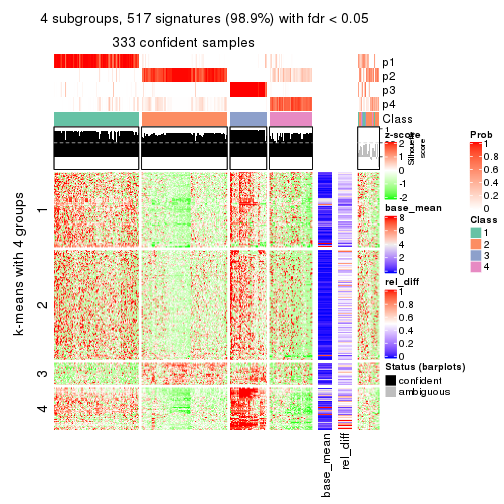 4 subgroups, 517 signatures (98.9%) with fdr < 0.05
333 confident samples
p1
p2
p3
p4
Class
1
Silhouette
score
k-means with 4 groups
1
2
3
4
base_mean
rel_diff
z-score
2
1
0
-1
-2
base_mean
8
6
4
2
0
rel_diff
1
0.8
0.6
0.4
0.2
0
Status (barplots)
confident
ambiguous
Prob
1
0.8
0.6
0.4
0.2
0
Class
1
2
3
4